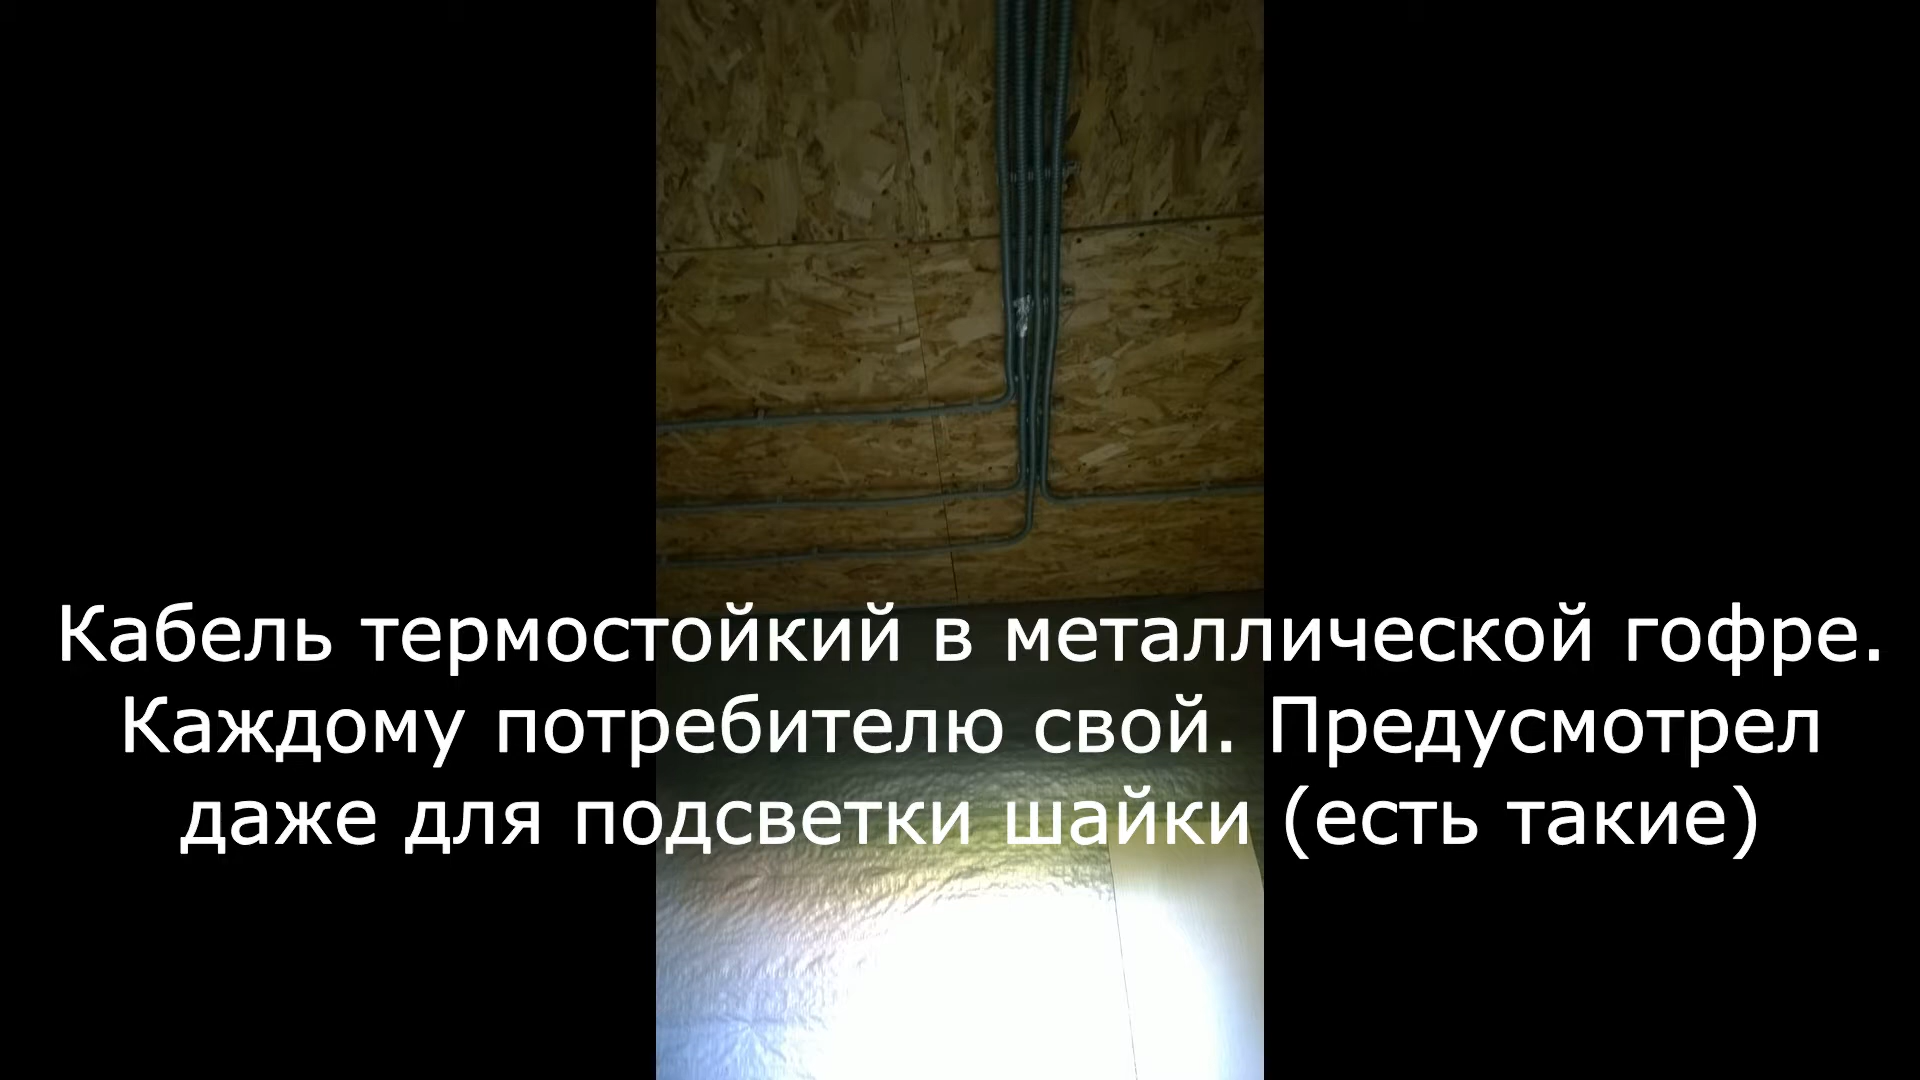 Кабель термостойкий в металлической гофре.
Каждому потребителю свой. Предусмотрел
даже для подсветки шайки (есть такие)